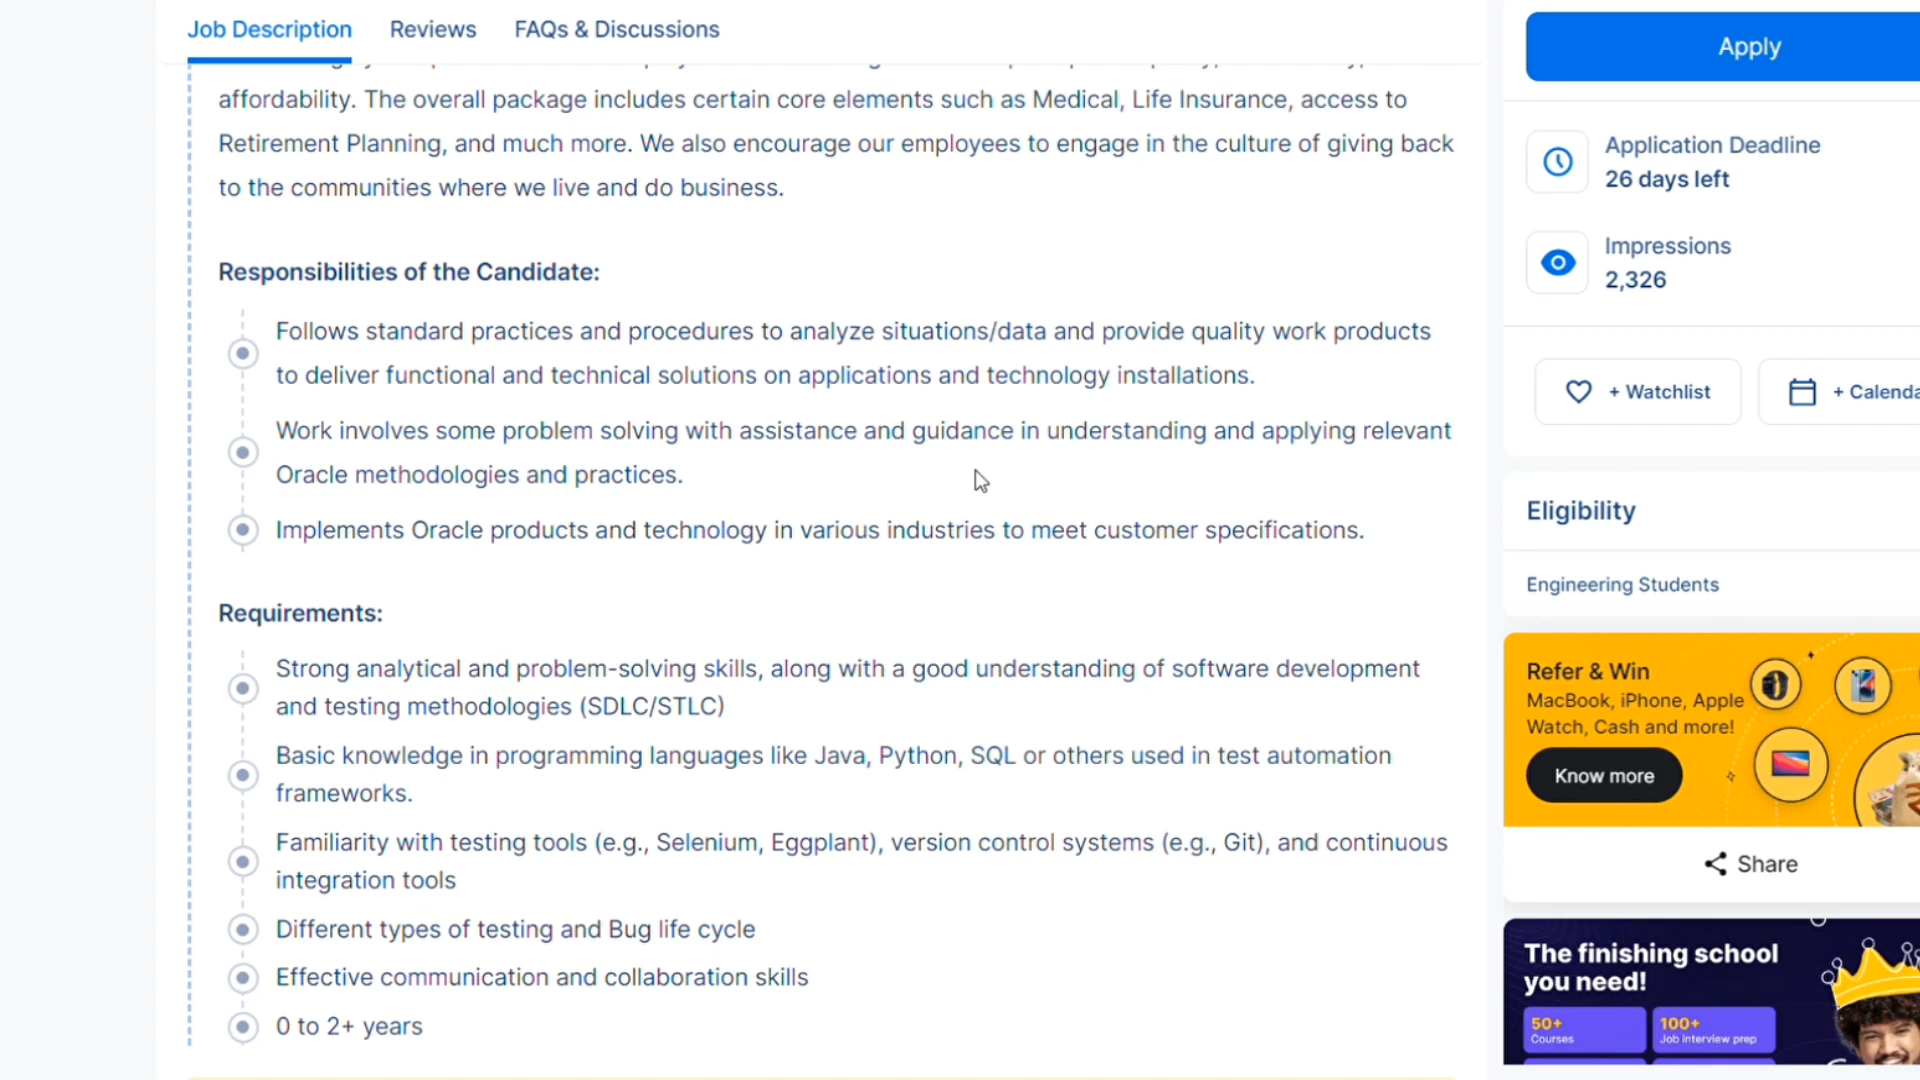 Job Description
Reviews
FAQs & Discussions
affordability. The overall package includes certain core elements such as Medical, Life Insurance, access to
Retirement Planning, and much more. We also encourage our employees to engage in the culture of giving back
to the communities where we live and do business.
Responsibilities of the Candidate:
Follows standard practices and procedures to analyze situations/data and provide quality work products
to deliver functional and technical solutions on applications and technology installations.
Work involves some problem solving with assistance and guidance in understanding and applying relevant
Oracle methodologies and practices.
Implements Oracle products and technology in various industries to meet customer specifications.
Requirements:
Strong analytical and problem-solving skills, along with a good understanding of software development
and testing methodologies (SDLC/STLC)
Basic knowledge in programming languages like Java, Python, SQL or others used in test automation
frameworks.
Familiarity with testing tools (e.g., Selenium, Eggplant), version control systems (e.g., Git), and continuous
integration tools
Different types of testing and Bug life cycle
Effective communication and collaboration skills
0 to 2+ years
Apply
Application Deadline
26 days left
Impressions
2,326
+ Watchlist
+ Calenda
Eligibility
Engineering Students
Refer & Win
MacBook, iPhone, Apple
Watch, Cash and more!
Know more
Share
The finishing school
you need!
50+
Courses
100+
Job interview prep